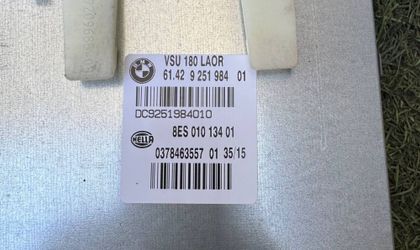 BMW
VSU 180 LAOR
61.42 9 251 984 01
DC925198401O
8ES 010 134 01
HELLA
0378463557 01 35/15